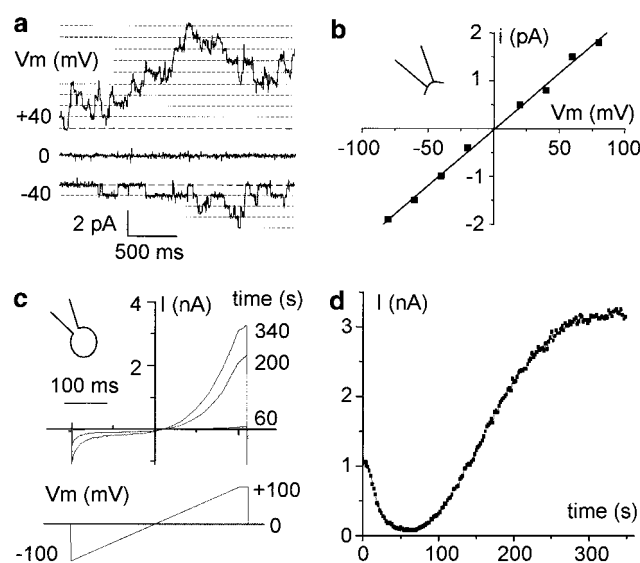 a
Vm (mV)
+40
0
-40
2 pA
500 ms
b
i (pA)
2
1
Vm (mV)
-100
-50
50
100
-1
-2
c
I (nA)
time (s)
4
340
2
200
100 ms
60
Vm (mV)
+100
0
-100
d
I (nA)
3
2
1
0
time (s)
0
100
200
300